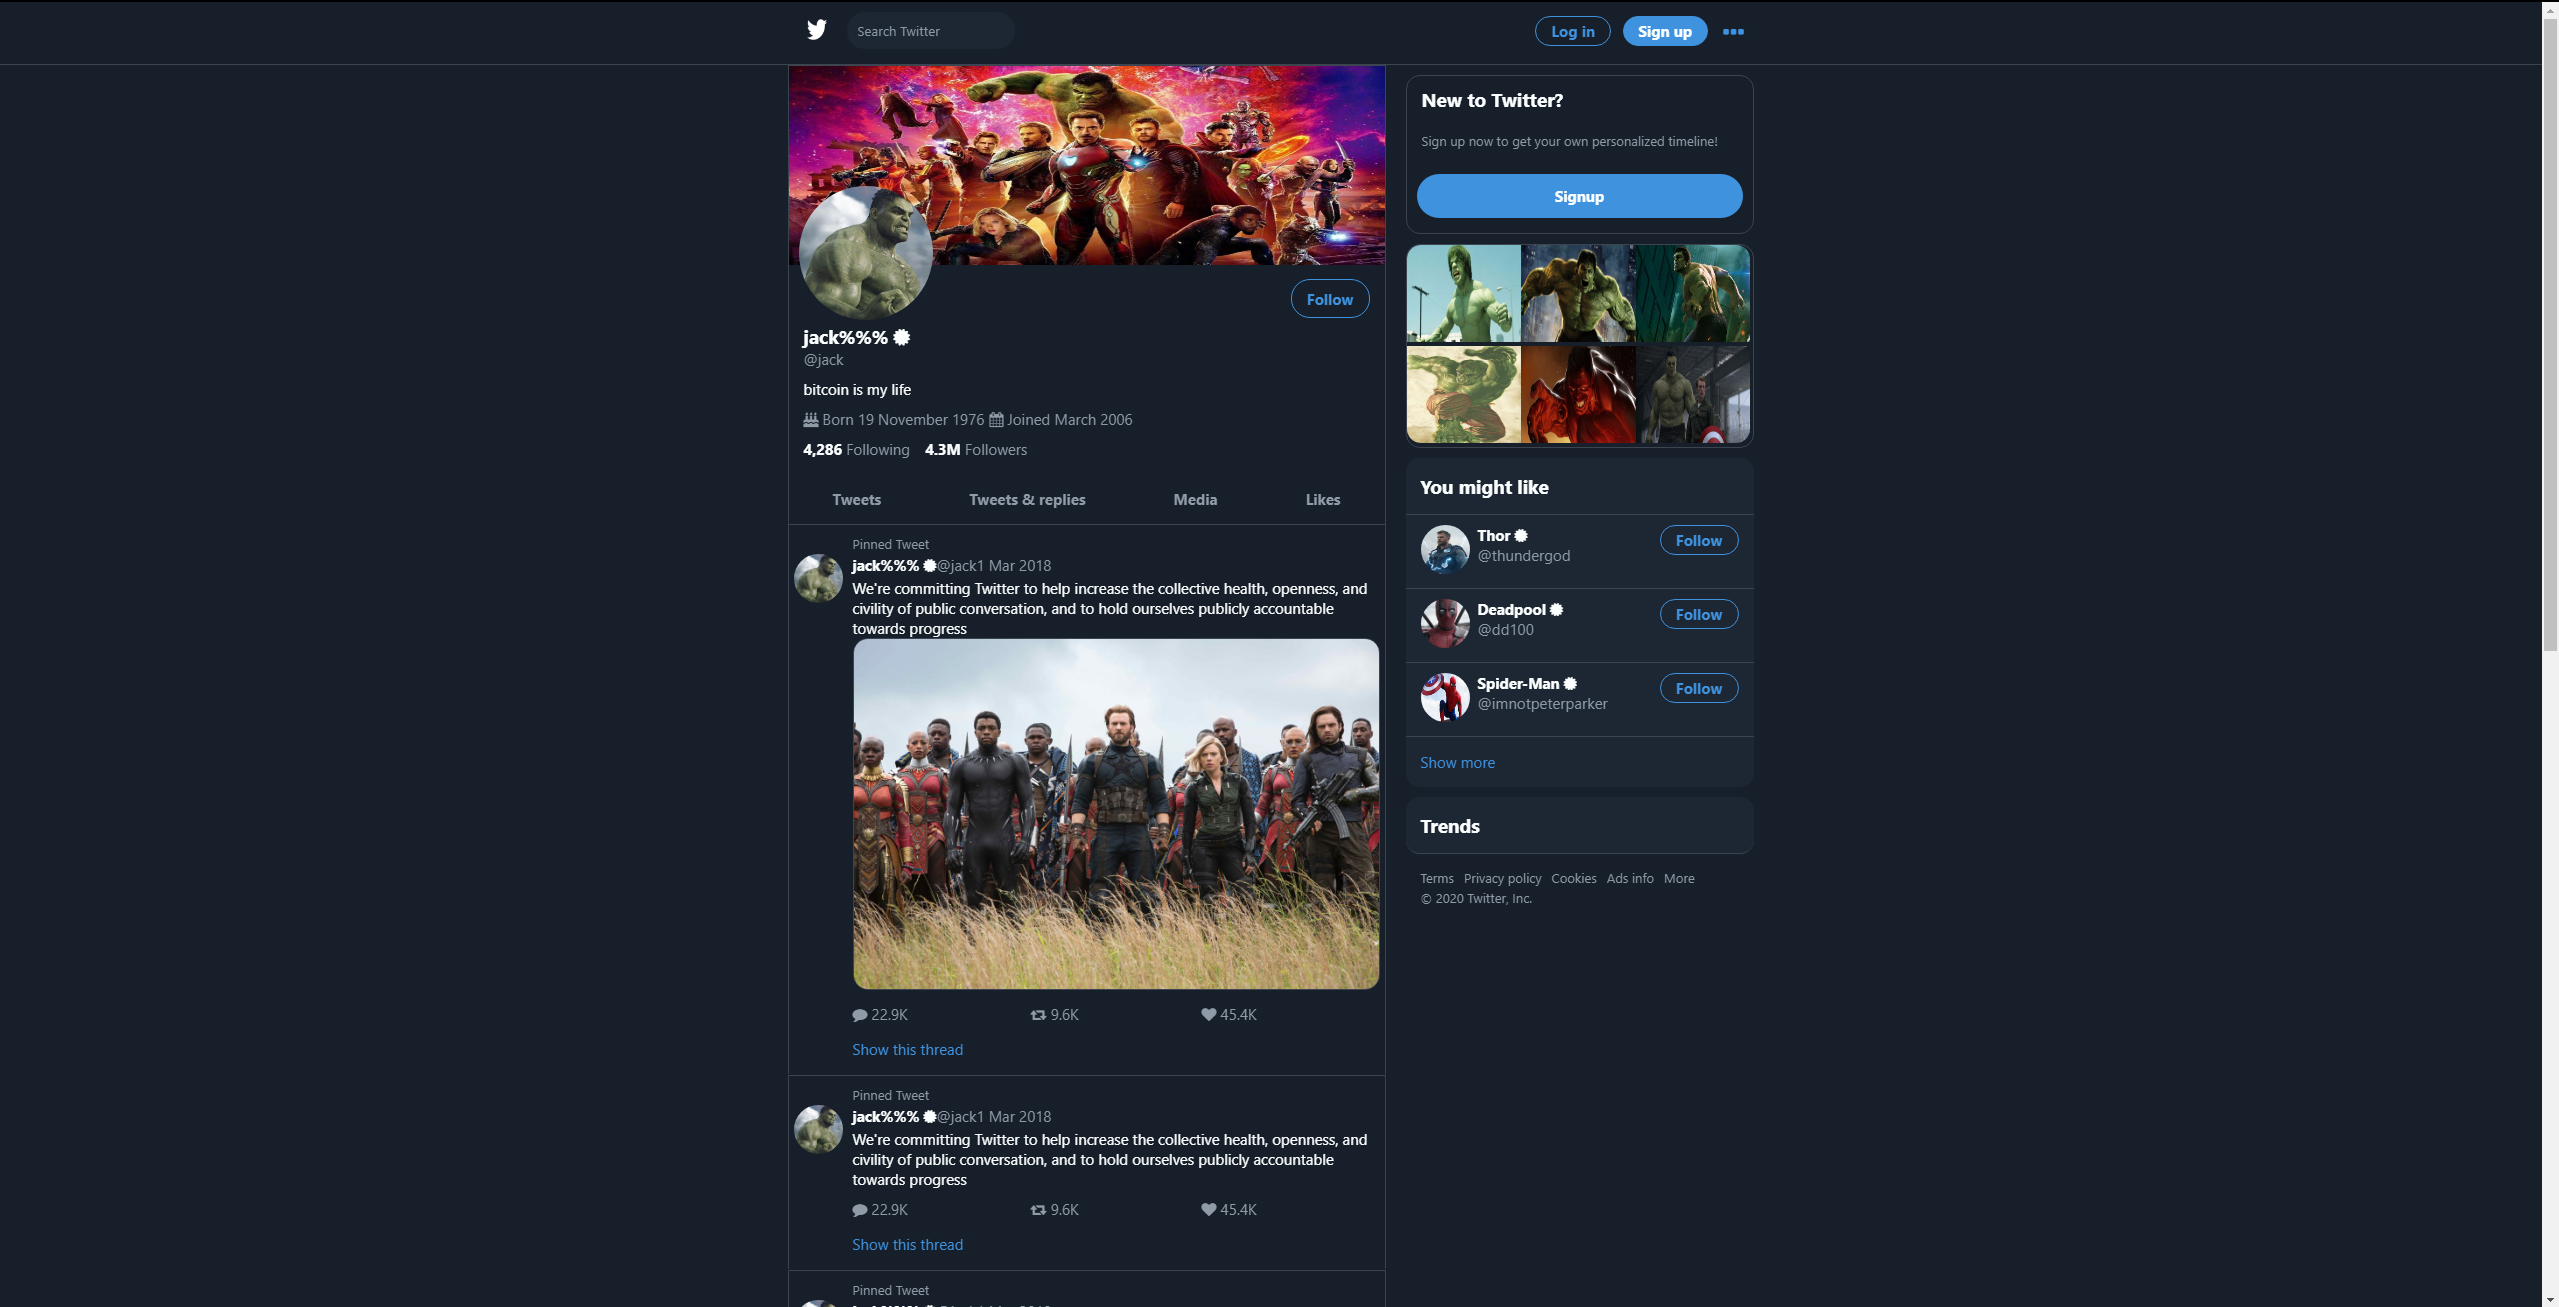 Search Twitter
Log in
Sign up
jack%%%
@jack
bitcoin is my life
Born 19 November 1976 Joined March 2006
4,286 Following 4.3M Followers
Tweets Tweets & replies Media Likes
Pinned Tweet
jack%%% @jack1 Mar 2018
We're committing Twitter to help increase the collective health, openness, and
civility of public conversation, and to hold ourselves publicly accountable
towards progress
22.9K 9.6K 45.4K
Show this thread
Pinned Tweet
jack%%% @jack1 Mar 2018
We're committing Twitter to help increase the collective health, openness, and
civility of public conversation, and to hold ourselves publicly accountable
towards progress
22.9K 9.6K 45.4K
Show this thread
Pinned Tweet
Follow
New to Twitter?
Sign up now to get your own personalized timeline!
Signup
You might like
Thor
@thundergod
Follow
Deadpool
@dd100
Follow
Spider-Man
@imnotpeterparker
Follow
Show more
Trends
Terms Privacy policy Cookies Ads info More
© 2020 Twitter, Inc.